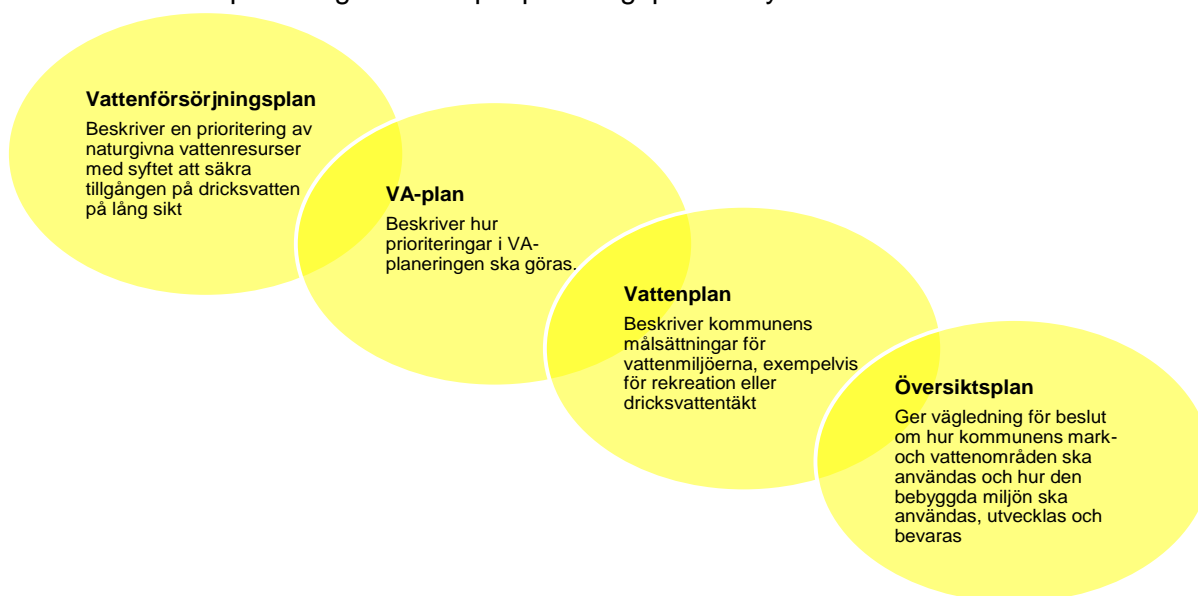 Vattenförsörjningsplan
Beskriver en prioritering av
naturgivna vattenresurser
med syftet att säkra
tillgången på dricksvatten
på lång sikt
VA-plan
Beskriver hur
prioriteringar i VA-
planeringen ska göras.
Vattenplan
Beskriver kommunens
målsättningar för
vattenmiljöerna, exempelvis
för rekreation eller
dricksvattentäkt
Översiktsplan
Ger vägledning för beslut
om hur kommunens mark-
och vattenområden ska
användas och hur den
bebyggda miljön ska
användas, utvecklas och
bevaras